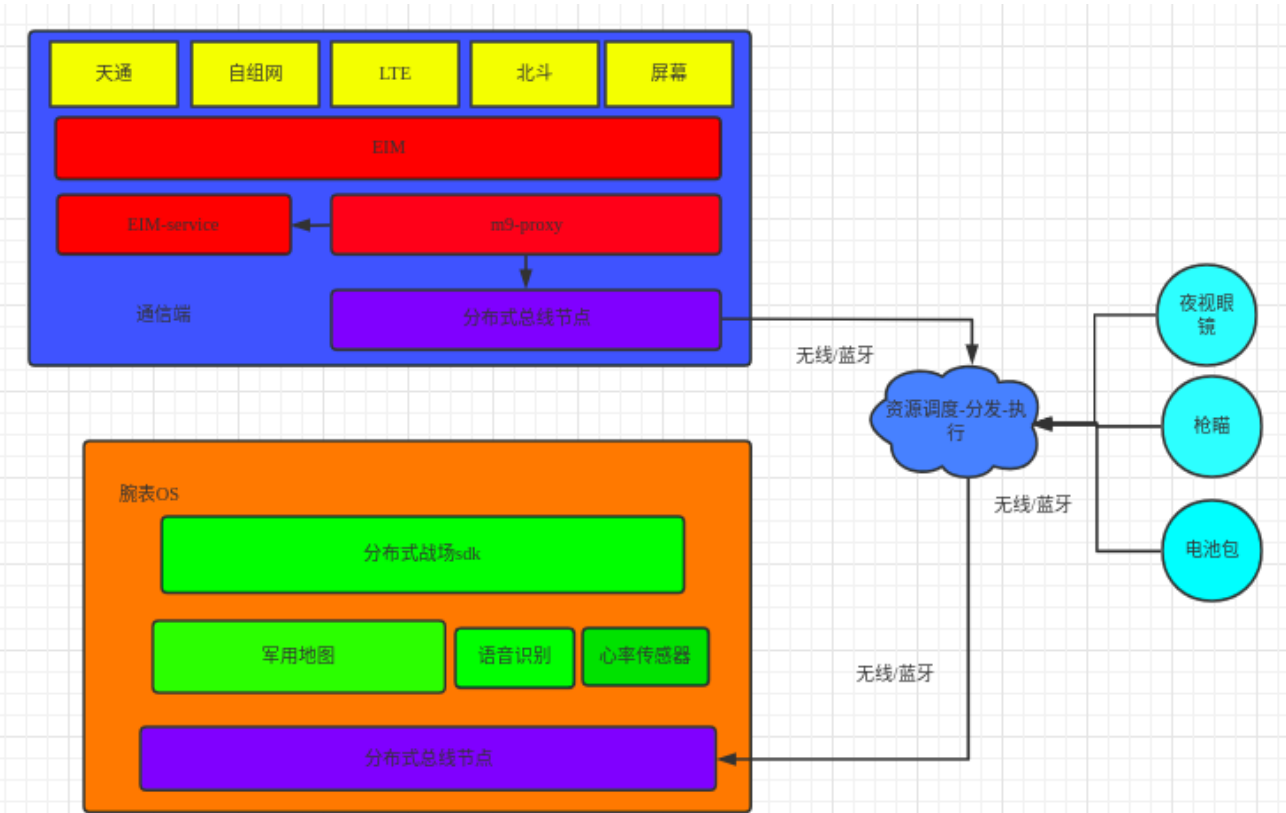 天通
自组网
LTE
北斗
屏幕
EIM
EIM-service
m9-proxy
通信端
分布式总线节点
无线/蓝牙
夜视眼
镜
资源调度-分发-执
行
枪瞄
无线/蓝牙
电池包
腕表OS
分布式战场sdk
军用地图
语音识别
心率传感器
无线/蓝牙
分布式总线节点